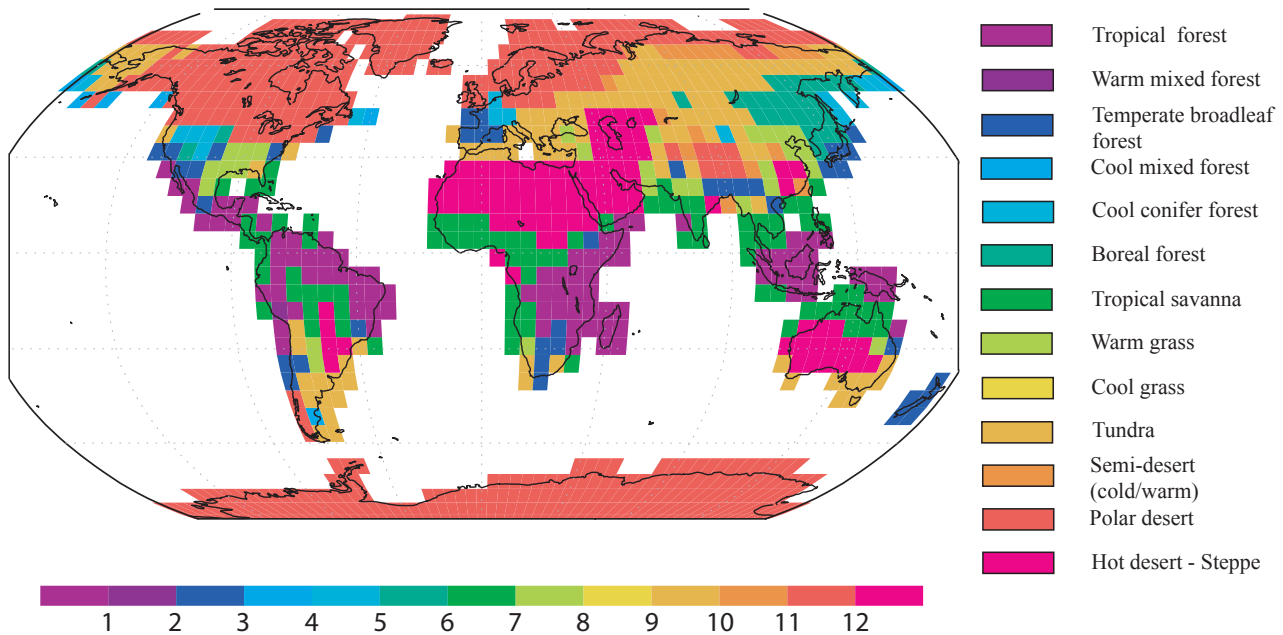 Tropical forest
Warm mixed forest
Temperate broadleaf
forest
Cool mixed forest
Cool conifer forest
Boreal forest
Tropical savanna
Warm grass
Cool grass
Tundra
Semi-desert
(cold/warm)
Polar desert
Hot desert - Steppe
1 2 3 4 5 6 7 8 9 10 11 12